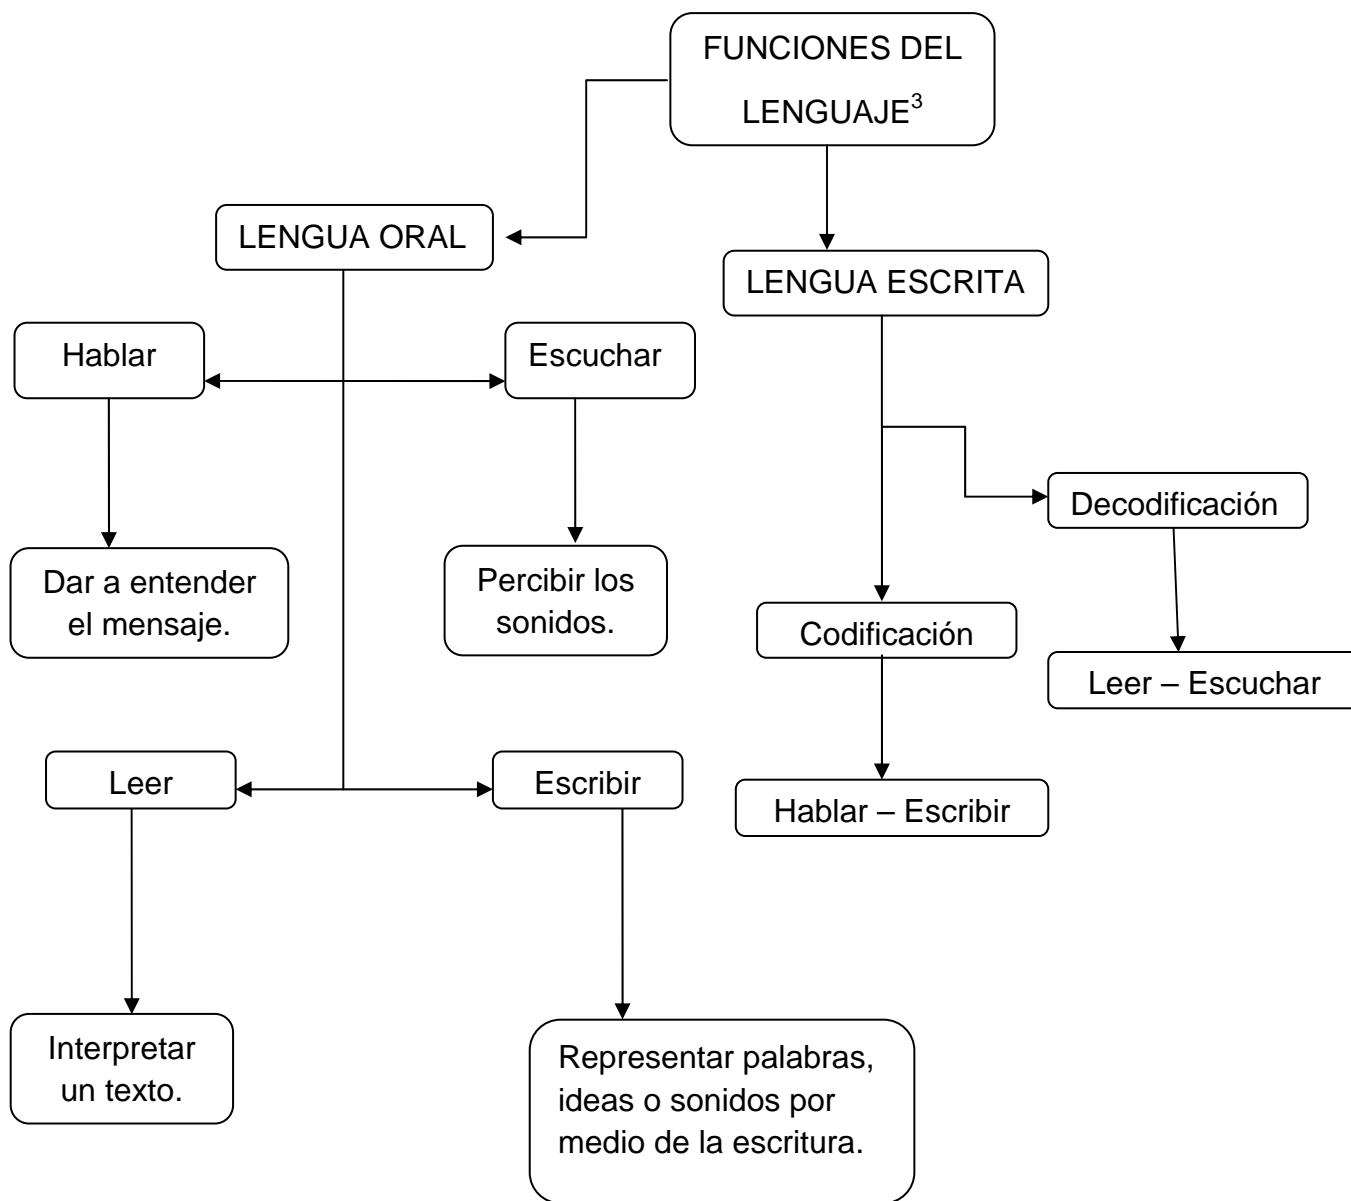 FUNCIONES DEL
LENGUAJE³
LENGUA ORAL
LENGUA ESCRITA
Hablar
Escuchar
Decodificación
Dar a entender
el mensaje.
Percibir los
sonidos.
Codificación
Leer – Escuchar
Leer
Escribir
Hablar – Escribir
Interpretar
un texto.
Representar palabras,
ideas o sonidos por
medio de la escritura.